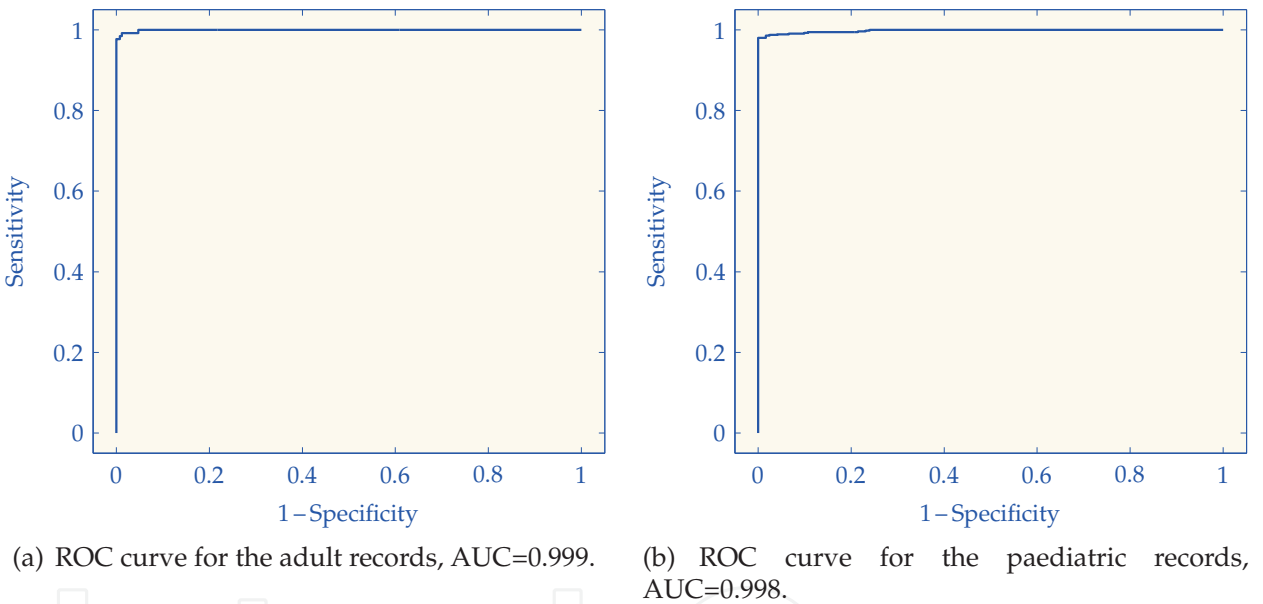 1
0.8
0.6
0.4
0.2
0
Sensitivity
0 0.2 0.4 0.6 0.8 1
1−Specificity
(a) ROC curve for the adult records, AUC=0.999.
1
0.8
0.6
0.4
0.2
0
Sensitivity
0 0.2 0.4 0.6 0.8 1
1−Specificity
(b) ROC curve for the paediatric records,
AUC=0.998.